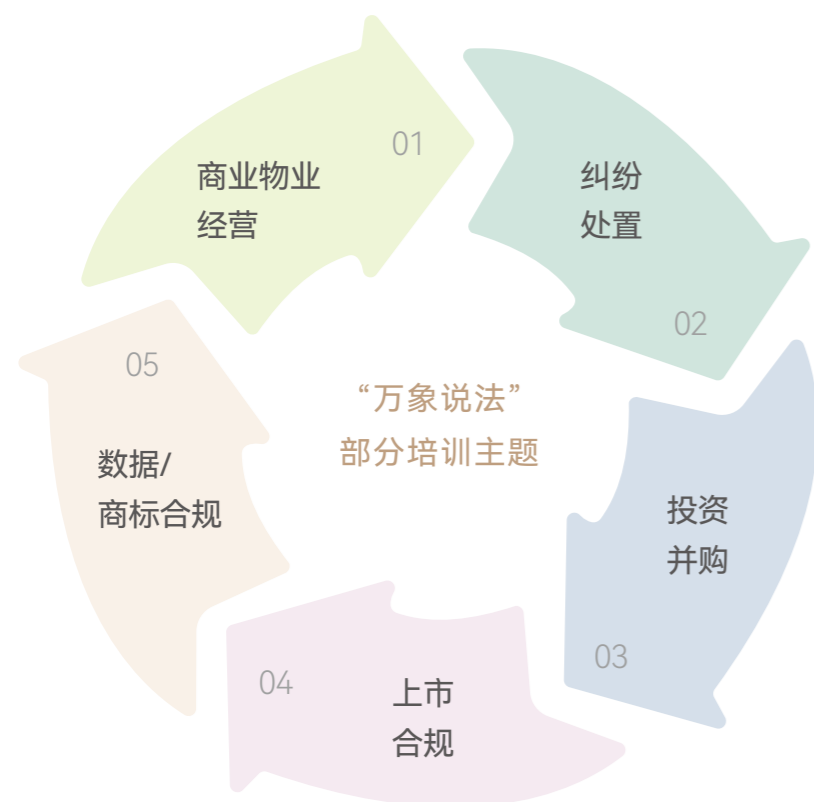 “万象说法”
部分培训主题
01
商业物业
经营
02
纠纷
处置
03
投资
并购
04
上市
合规
05
数据/
商标合规